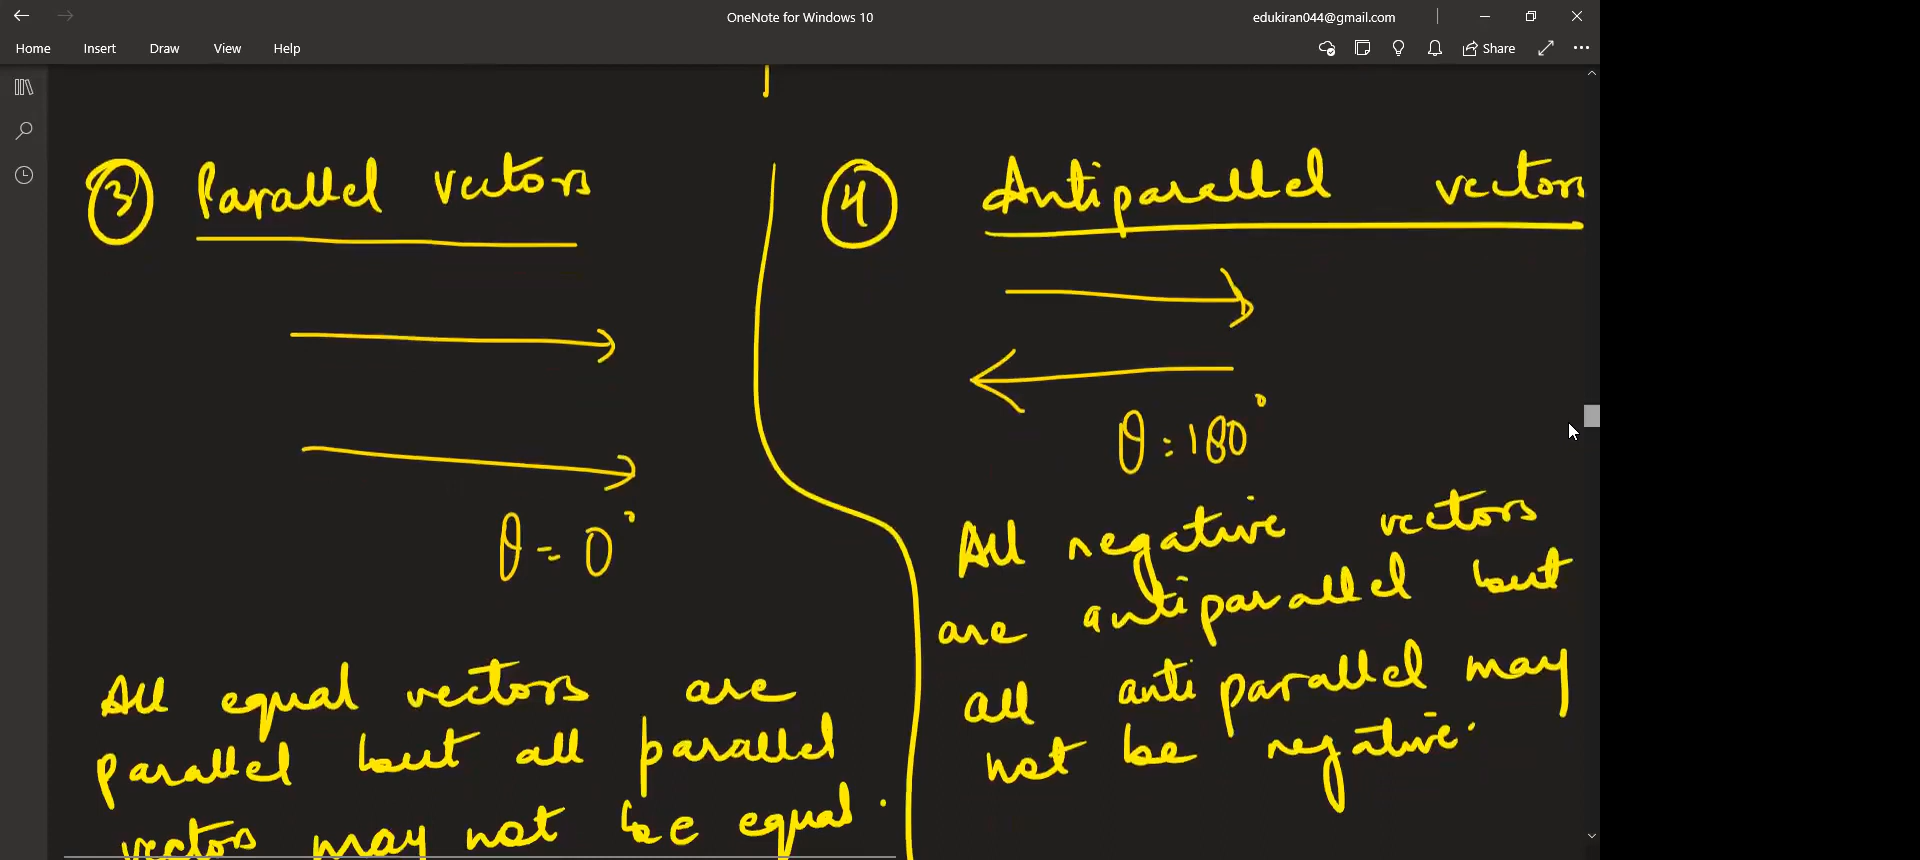 OneNote for Windows 10
edukiran044@gmail.com
Home Insert Draw View Help
Share
3 Parallel vectors
θ = 0°
All equal vectors are
parallel but all parallel
vectors may not be equal.
4 Antiparallel vectors
θ = 180°
All negative vectors
are antiparallel but
all anti parallel may
not be negative.